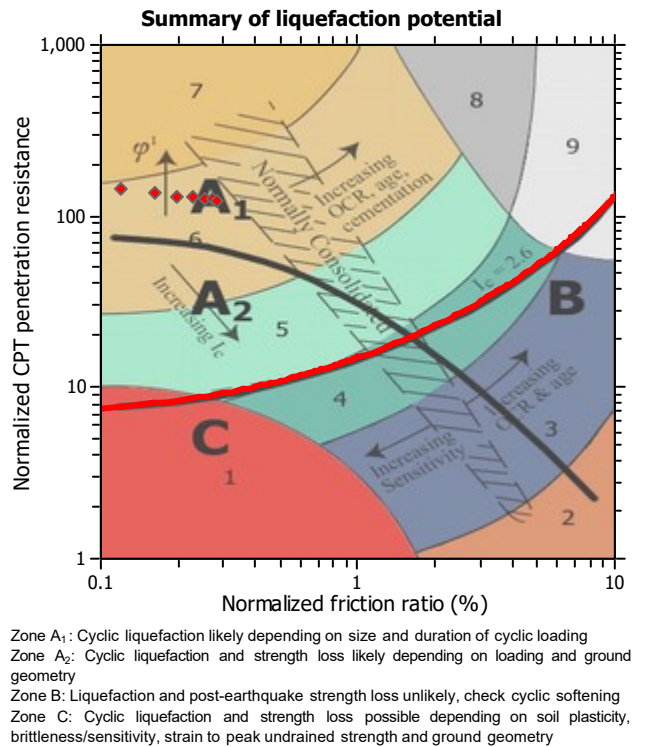 Summary of liquefaction potential
1,000
100
10
1
0.1
1
10
Normalized CPT penetration resistance
Normalized friction ratio (%)
7
8
9
φ'
A1
Normally Consolidated
Increasing
OCR, age,
cementation
6
A2
Increasing Ic
5
Ic = 2.6
B
4
C
1
Increasing
OCR & age
Increasing
Sensitivity
3
2
Zone A1: Cyclic liquefaction likely depending on size and duration of cyclic loading
Zone A2: Cyclic liquefaction and strength loss likely depending on loading and ground
geometry
Zone B: Liquefaction and post-earthquake strength loss unlikely, check cyclic softening
Zone C: Cyclic liquefaction and strength loss possible depending on soil plasticity,
brittleness/sensitivity, strain to peak undrained strength and ground geometry